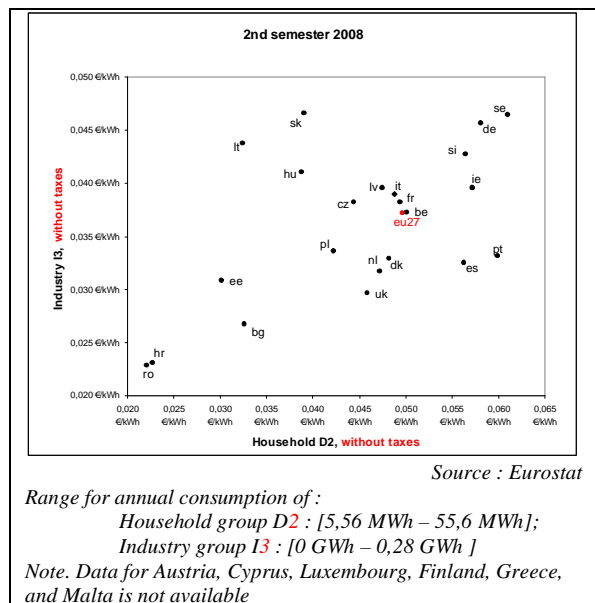 2nd semester 2008
0,050 €/kWh
0,045 €/kWh
0,040 €/kWh
0,035 €/kWh
0,030 €/kWh
0,025 €/kWh
0,020 €/kWh
Industry I3, without taxes
se
sk
de
lt
si
hu
lv
it
ie
cz
fr
be
eu27
pl
nl
dk
es
pt
ee
uk
bg
hr
ro
0,020 0,025 0,030 0,035 0,040 0,045 0,050 0,055 0,060 0,065
€/kWh €/kWh €/kWh €/kWh €/kWh €/kWh €/kWh €/kWh €/kWh €/kWh
Household D2, without taxes
Source : Eurostat
Range for annual consumption of :
Household group D2 : [5,56 MWh – 55,6 MWh];
Industry group I3 : [0 GWh – 0,28 GWh ]
Note. Data for Austria, Cyprus, Luxembourg, Finland, Greece,
and Malta is not available